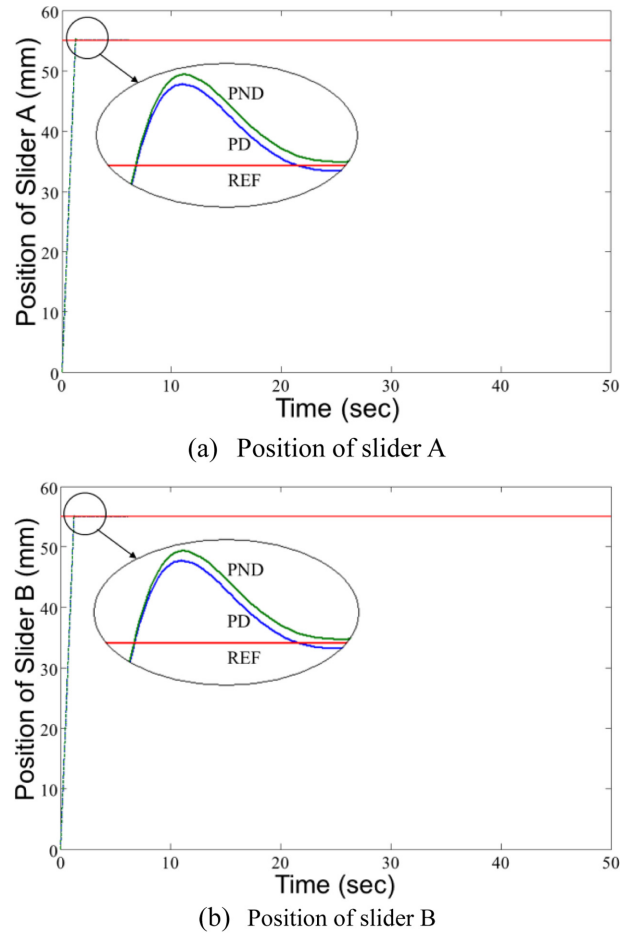 60
50
40
30
20
10
0
Position of Slider A (mm)
PND
PD
REF
0 10 20 30 40 50
Time (sec)
(a) Position of slider A
60
50
40
30
20
10
0
Position of Slider B (mm)
PND
PD
REF
0 10 20 30 40 50
Time (sec)
(b) Position of slider B